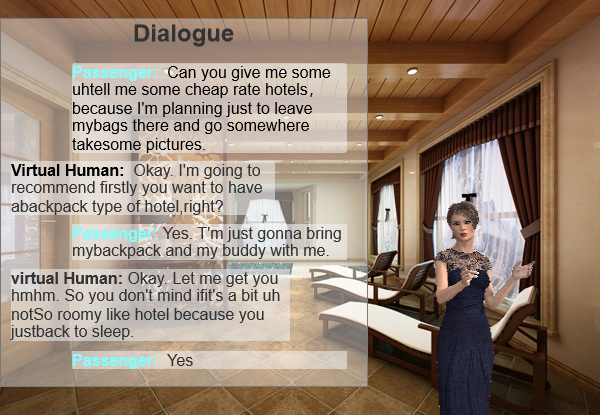 Dialogue
Passenger: Can you give me some
uhtell me some cheap rate hotels,
because I'm planning just to leave
mybags there and go somewhere
takesome pictures.
Virtual Human: Okay. I'm going to
recommend firstly you want to have
abackpack type of hotel,right?
Passenger: Yes. T'm just gonna bring
mybackpack and my buddy with me.
virtual Human: Okay. Let me get you
hmhm. So you don't mind ifit's a bit uh
notSo roomy like hotel because you
justback to sleep.
Passenger: Yes